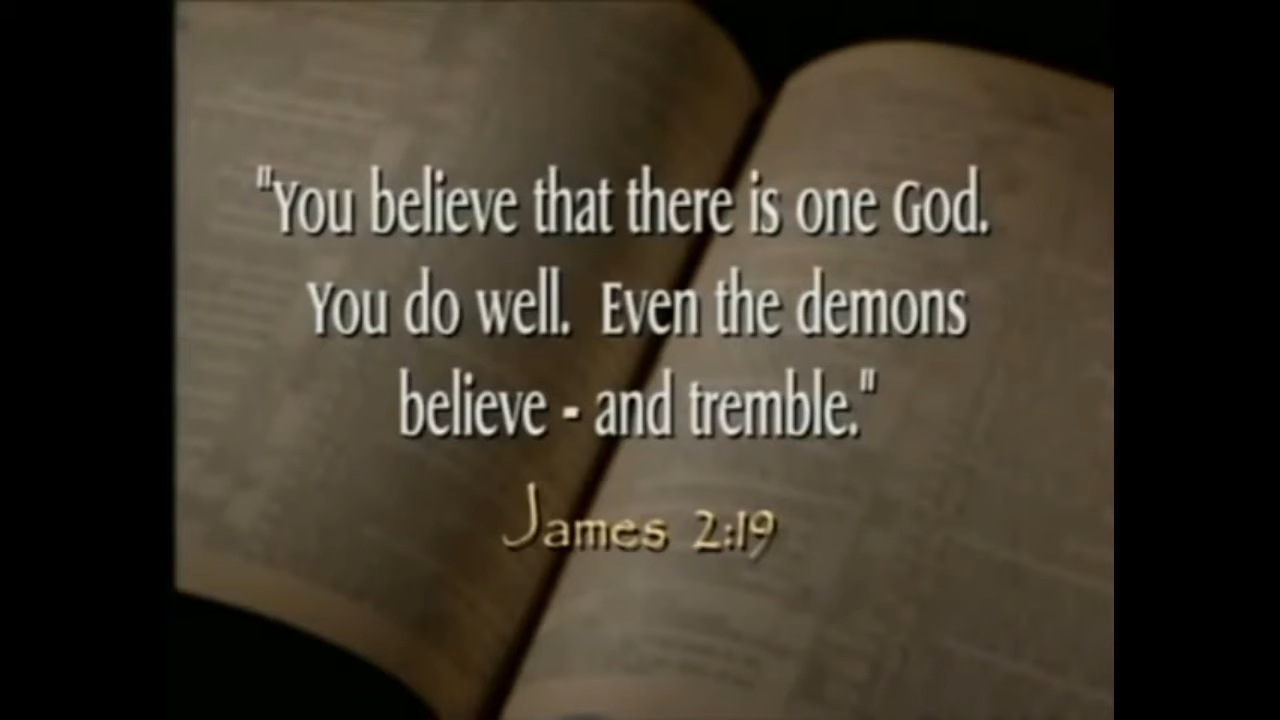 "You believe that there is one God.
You do well.  Even the demons
believe - and tremble."
James 2:19